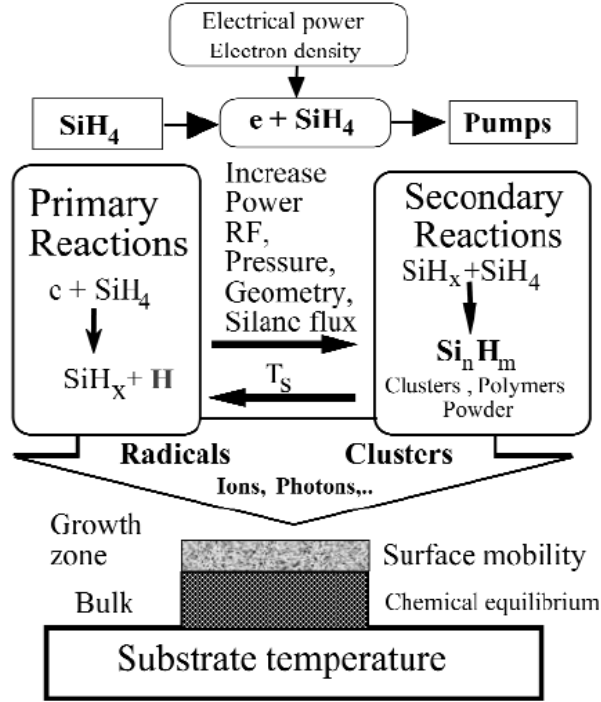 Electrical power
Electron density
SiH₄
e + SiH₄
Pumps
Primary
Reactions
e + SiH₄
SiHₓ + H
Increase
Power
RF,
Pressure,
Geometry,
Silane flux
Tₛ
Secondary
Reactions
SiHₓ+SiH₄
SiₙHₘ
Clusters , Polymers
Powder
Radicals
Clusters
Ions, Photons,..
Growth
zone
Surface mobility
Bulk
Chemical equilibrium
Substrate temperature